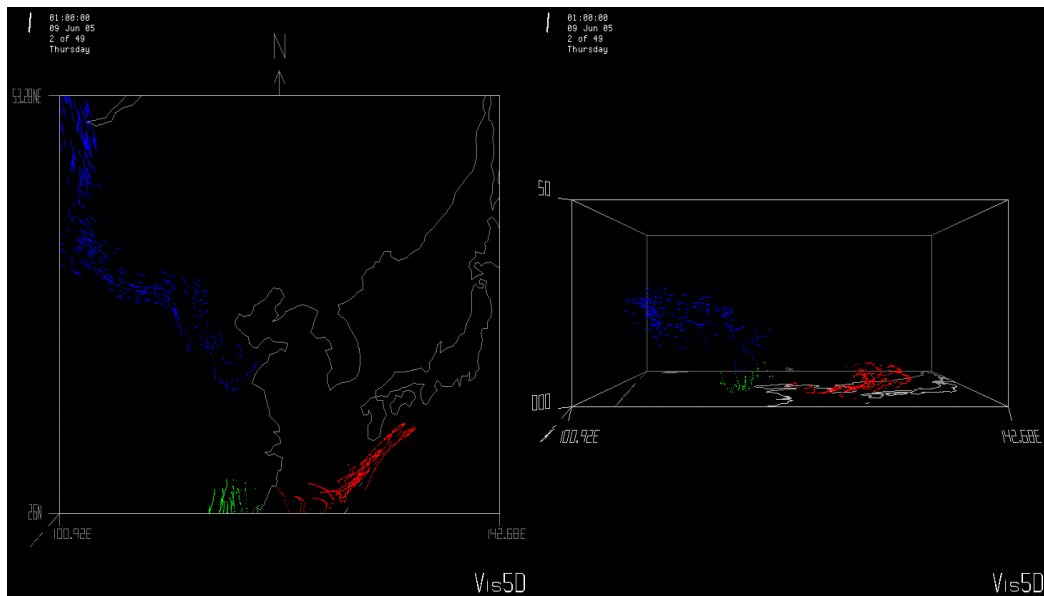 01:00:00
09 Jun 05
2 of 49
Thursday
N
26N
100.92E
142.68E
Vis5D
01:00:00
09 Jun 05
2 of 49
Thursday
50
000
100.92E
142.68E
Vis5D